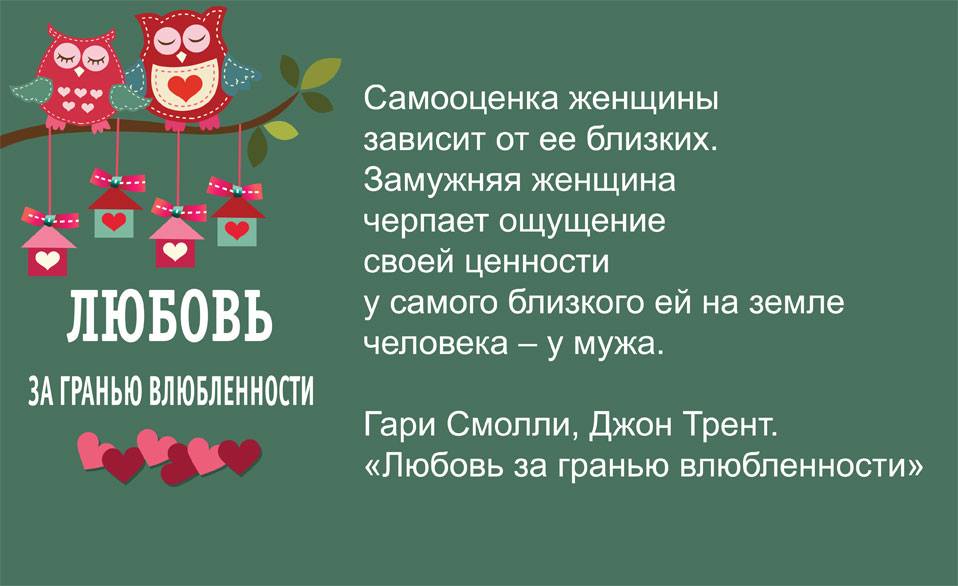 ЛЮБОВЬ
ЗА ГРАНЬЮ ВЛЮБЛЕННОСТИ
Самооценка женщины
зависит от ее близких.
Замужняя женщина
черпает ощущение
своей ценности
у самого близкого ей на земле
человека – у мужа.
Гари Смолли, Джон Трент.
«Любовь за гранью влюбленности»